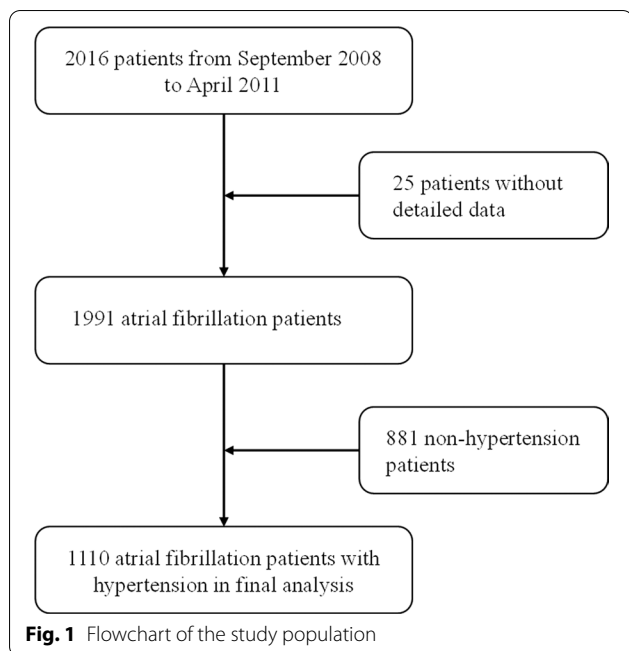 2016 patients from September 2008
to April 2011
25 patients without
detailed data
1991 atrial fibrillation patients
881 non-hypertension
patients
1110 atrial fibrillation patients with
hypertension in final analysis
Fig. 1 Flowchart of the study population